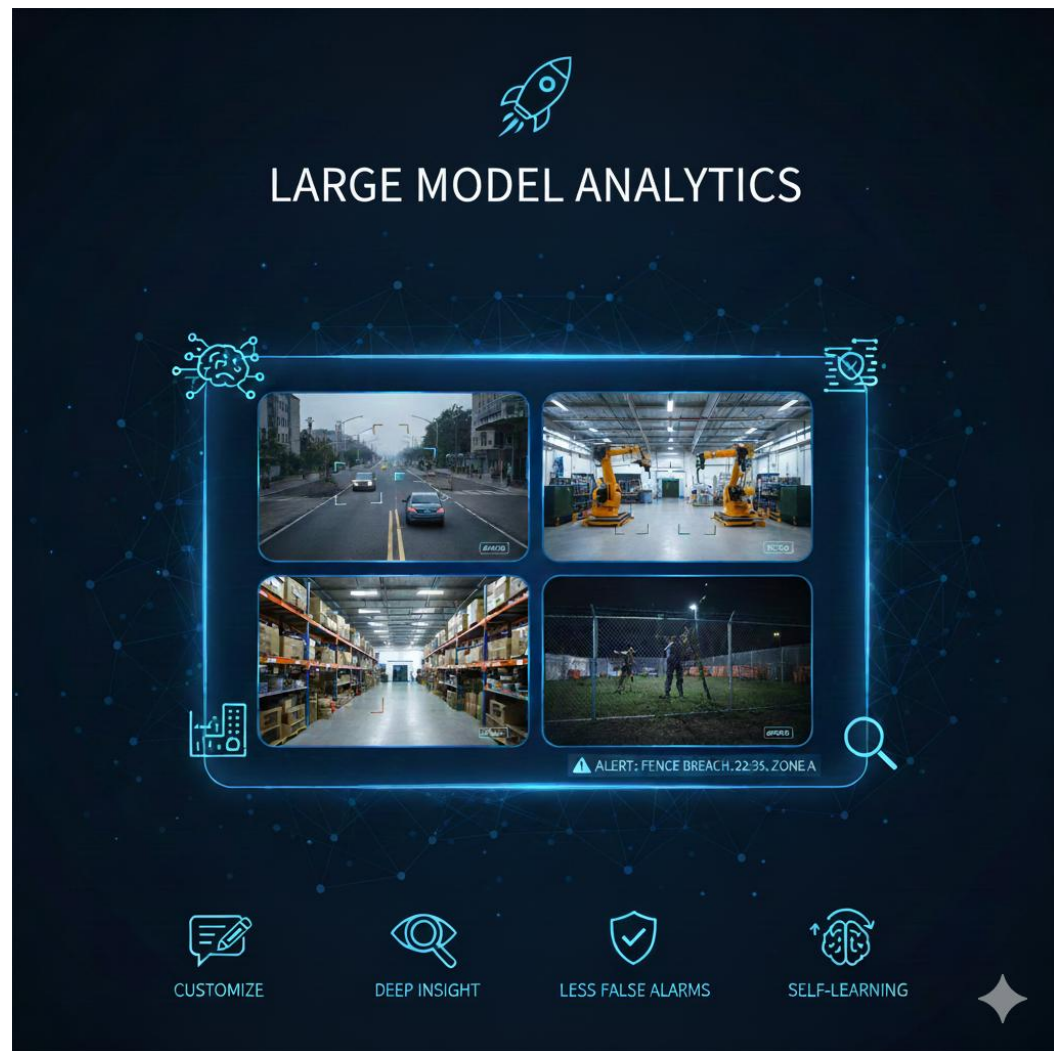 LARGE MODEL ANALYTICS
ALERT: FENCE BREACH. 22:35. ZONE A
CUSTOMIZE
DEEP INSIGHT
LESS FALSE ALARMS
SELF-LEARNING